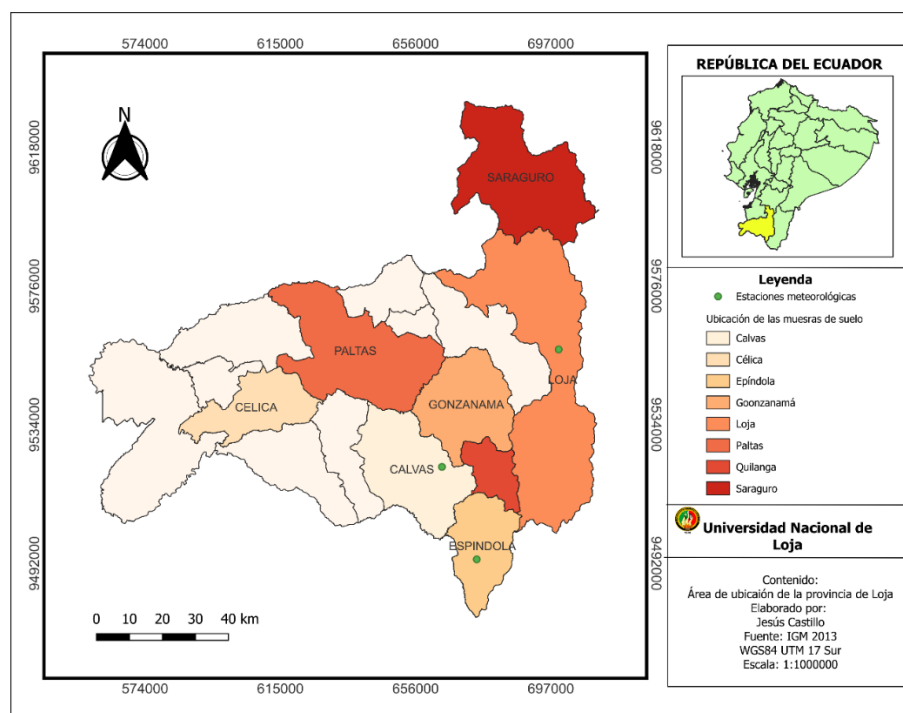 574000 615000 656000 697000
9618000
9576000
9534000
9492000
N
SARAGURO
PALTAS
LOJA
CELICA
GONZANAMA
CALVAS
ESPINDOLA
0 10 20 30 40 km
9618000
9576000
9534000
9492000
574000 615000 656000 697000
REPÚBLICA DEL ECUADOR
Leyenda
Estaciones meteorológicas
Ubicación de las muesras de suelo
Calvas
Célica
Epíndola
Goonzanamá
Loja
Paltas
Quilanga
Saraguro
Universidad Nacional de
Loja
Contenido:
Área de ubicaión de la provincia de Loja
Elaborado por:
Jesús Castillo
Fuente: IGM 2013
WGS84 UTM 17 Sur
Escala: 1:1000000